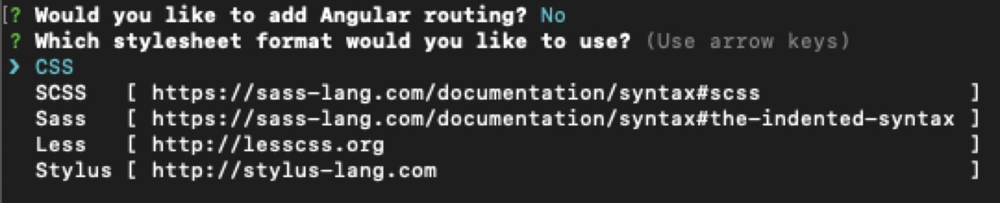 [? Would you like to add Angular routing? No
? Which stylesheet format would you like to use? (Use arrow keys)
❯ CSS
SCSS [ https://sass-lang.com/documentation/syntax#scss ]
Sass [ https://sass-lang.com/documentation/syntax#the-indented-syntax ]
Less [ http://lesscss.org ]
Stylus [ http://stylus-lang.com ]